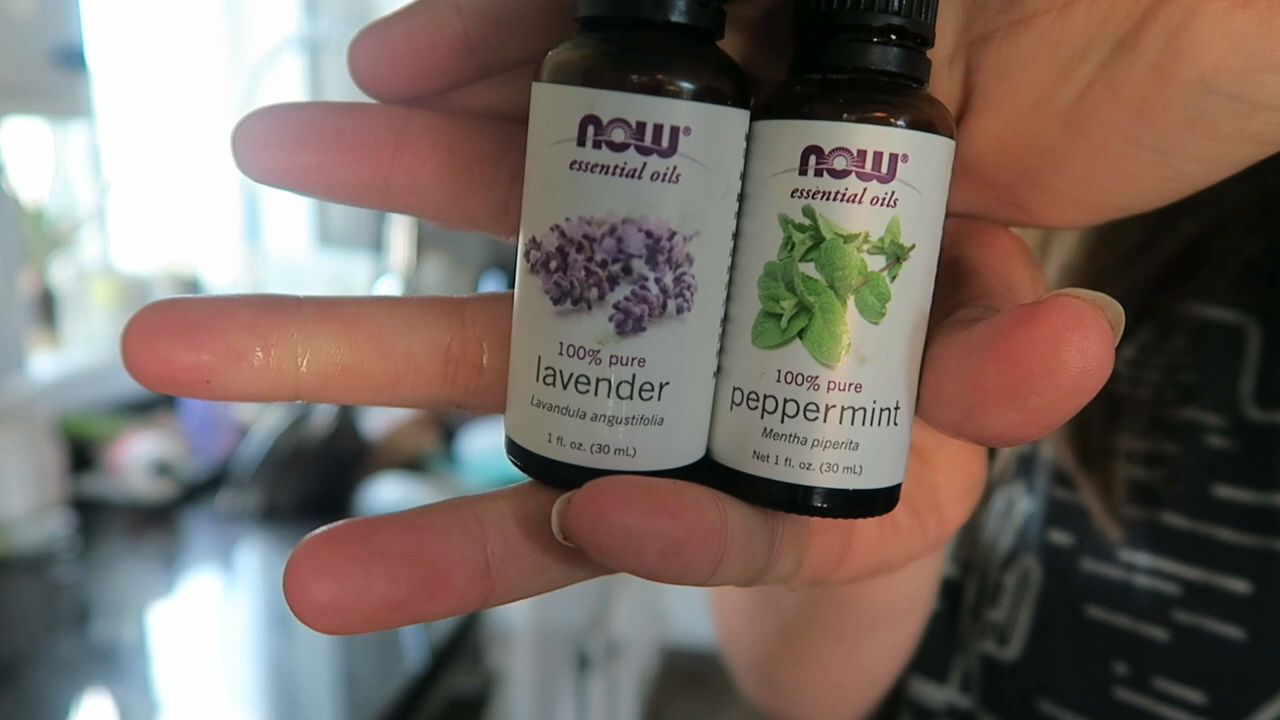 now®
essential oils
100% pure
lavender
Lavandula angustifolia
1 fl. oz. (30 mL)
now®
essential oils
100% pure
peppermint
Mentha piperita
Net 1 fl. oz. (30 mL)